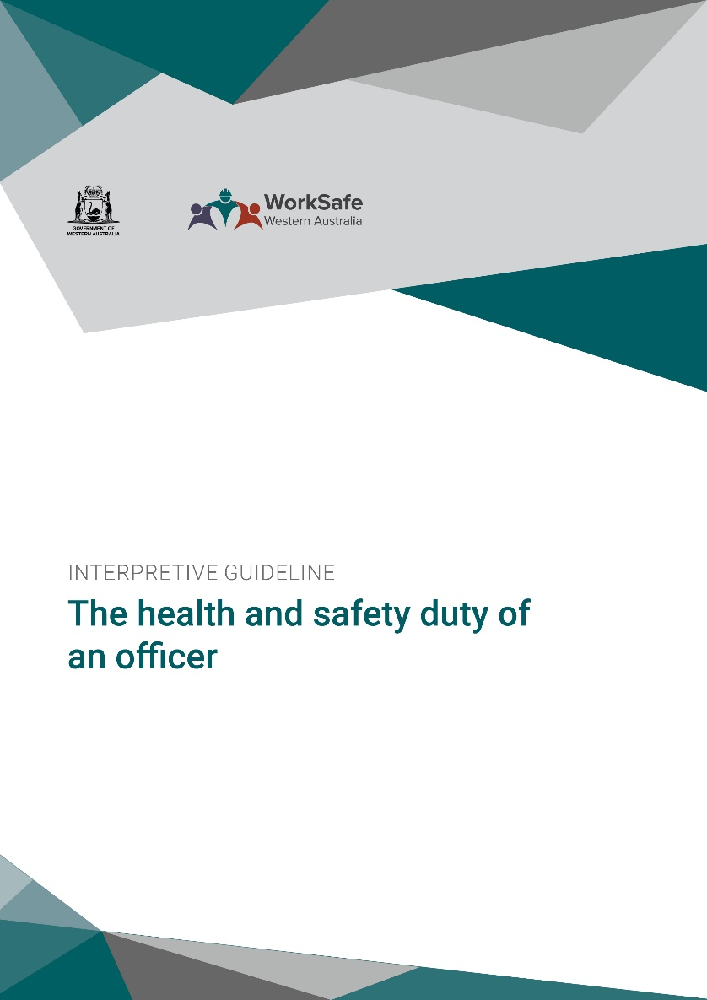 GOVERNMENT OF
WESTERN AUSTRALIA
WorkSafe
Western Australia
INTERPRETIVE GUIDELINE
The health and safety duty of
an officer